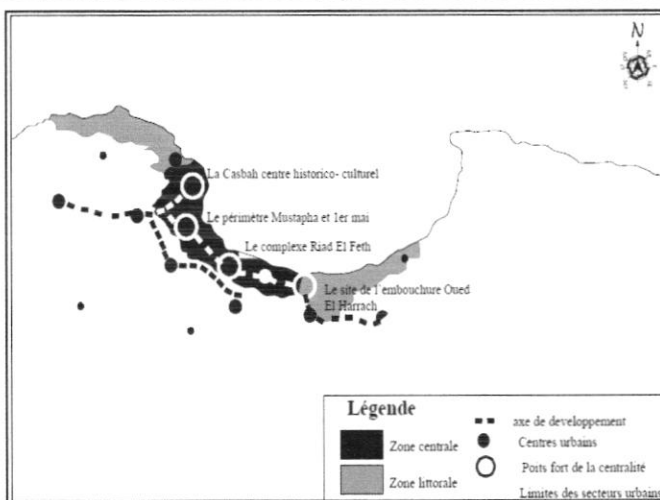 N
La Casbah centre historico- culturel
Le périmètre Mustapha et 1er mai
Le complexe Riad El Feth
Le site de l'embouchure Oued
El Harrach
Légende
Zone centrale
Zone littorale
axe de developpement
Centres urbains
Poits fort de la centralité
Limites des secteurs urbains